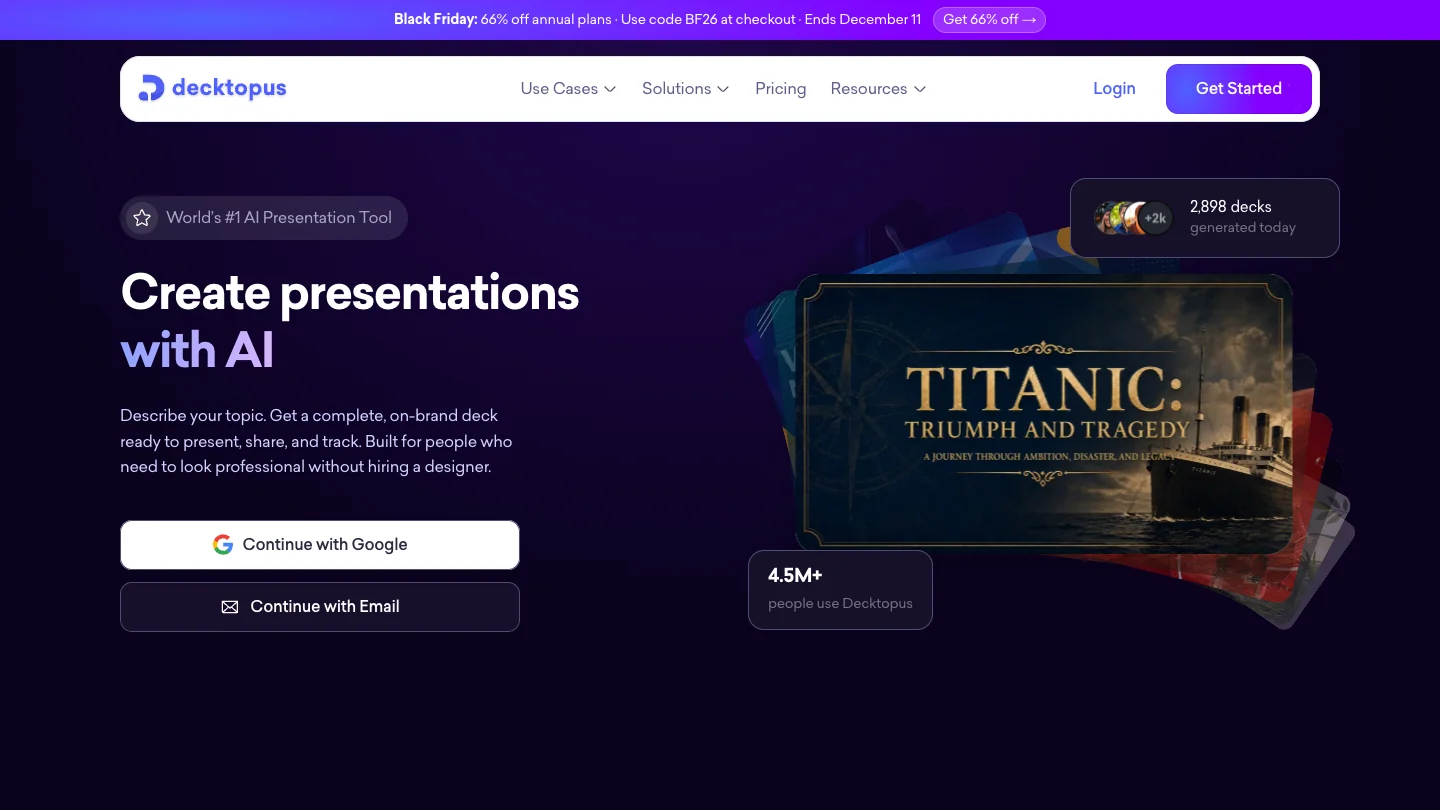 Black Friday: 66% off annual plans · Use code BF26 at checkout · Ends December 11 Get 66% off →
decktopus Use Cases Solutions Pricing Resources Login Get Started
World's #1 AI Presentation Tool
+2k 2,898 decks
generated today
Create presentations
with AI
Describe your topic. Get a complete, on-brand deck
ready to present, share, and track. Built for people who
need to look professional without hiring a designer.
Continue with Google
Continue with Email
TITANIC:
TRIUMPH AND TRAGEDY
A JOURNEY THROUGH AMBITION, DISASTER, AND LEGACY
TITANIC
4.5M+
people use Decktopus